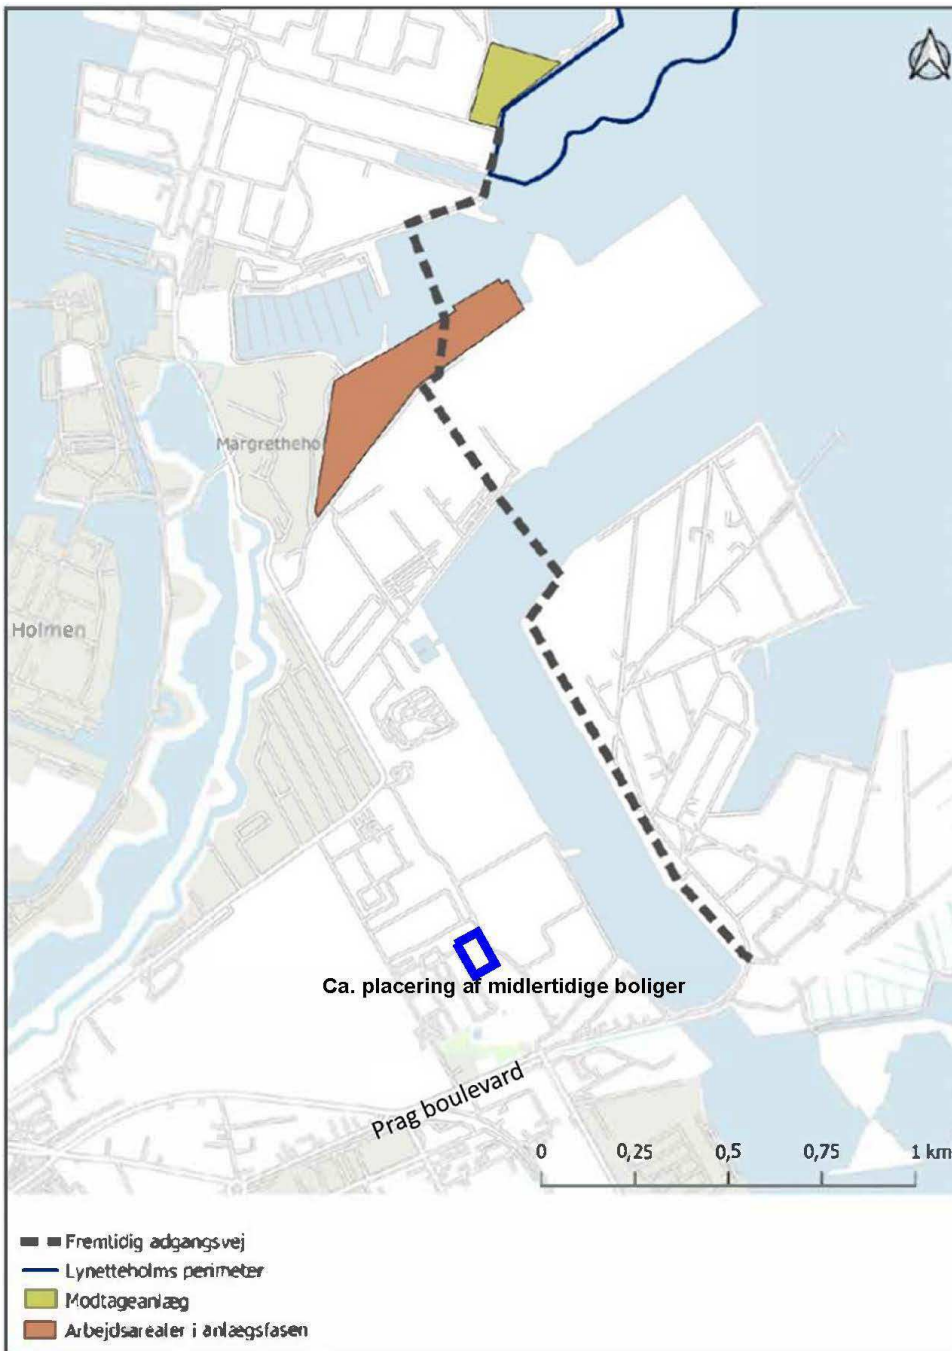 Margretheho
Holmen
Ca. placering af midlertidige boliger
Prag boulevard
0 0,25 0,5 0,75 1 km
Fremtidig adgangsvej
Lynetteholms perimeter
Modtageanlæg
Arbejdsarealer i anlægsfasen